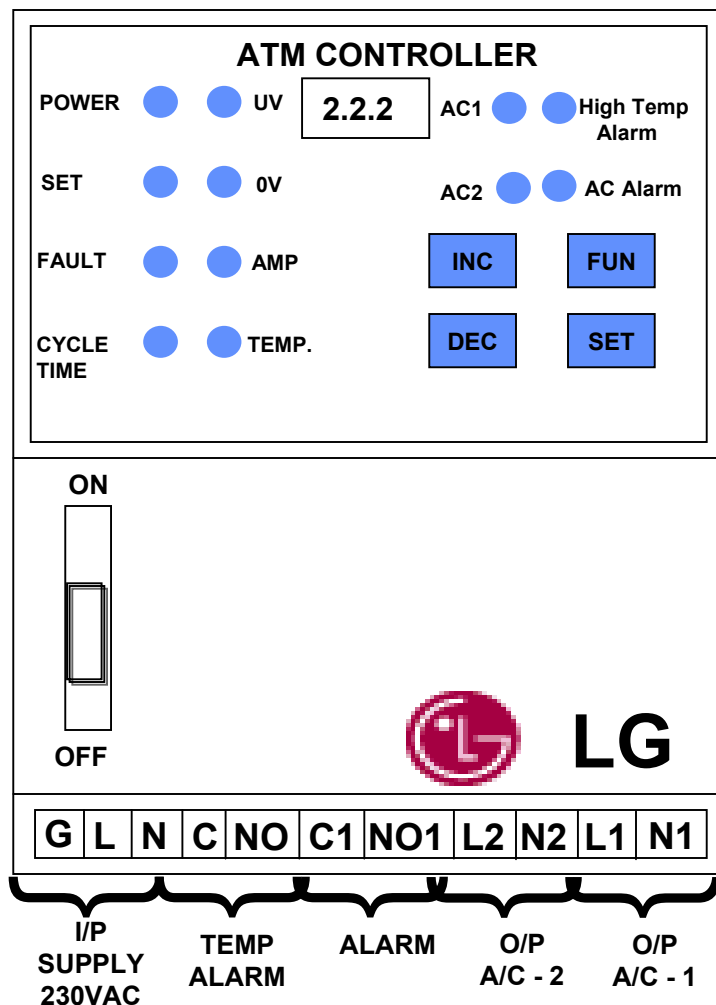 ATM CONTROLLER
POWER UV 2.2.2 AC1 High Temp
Alarm
SET 0V AC2 AC Alarm
FAULT AMP INC FUN
CYCLE
TIME
TEMP. DEC SET
ON
OFF
LG LG
G L N C NO C1 NO1 L2 N2 L1 N1
I/P
SUPPLY
230VAC
TEMP
ALARM
ALARM
O/P
A/C - 2
O/P
A/C - 1